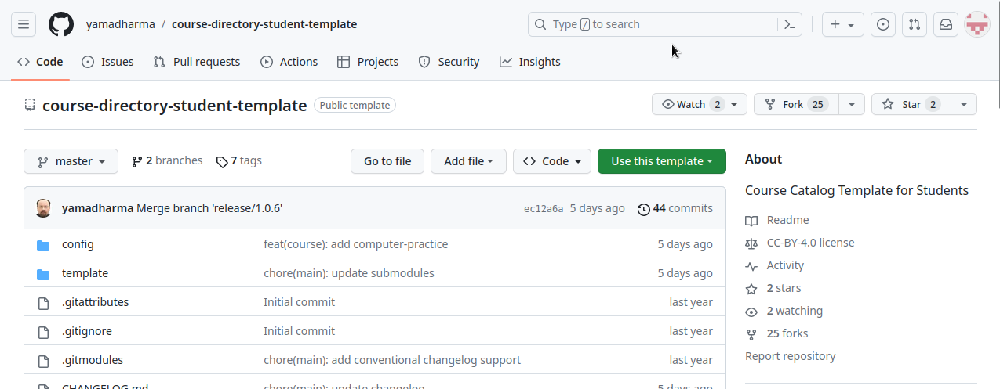 yamadharma / course-directory-student-template Type / to search
Code Issues Pull requests Actions Projects Security Insights
course-directory-student-template Public template Watch 2 Fork 25 Star 2
master 2 branches 7 tags Go to file Add file Code Use this template
yamadharma Merge branch 'release/1.0.6' ec12a6a 5 days ago 44 commits
config feat(course): add computer-practice 5 days ago
template chore(main): update submodules 5 days ago
.gitattributes Initial commit last year
.gitignore Initial commit last year
.gitmodules chore(main): add conventional changelog support last year
CHANGELOG.md chore(main): update changelog 5 days ago
About
Course Catalog Template for Students
Readme
CC-BY-4.0 license
Activity
2 stars
2 watching
25 forks
Report repository